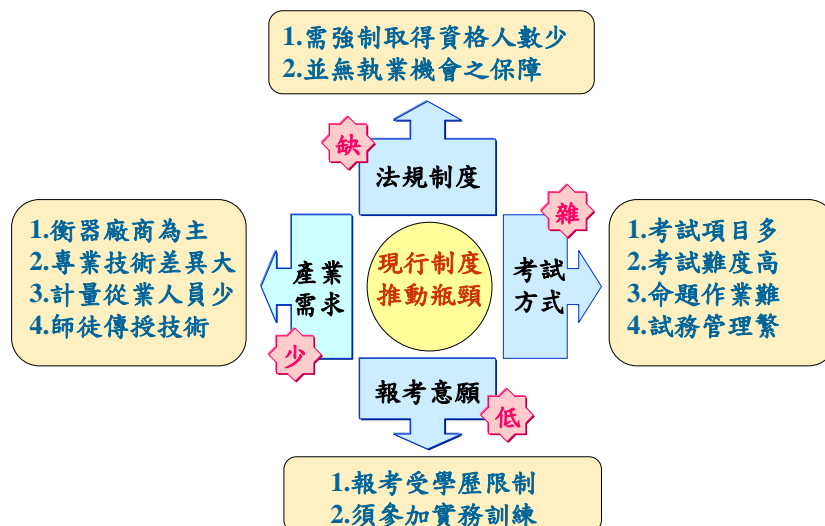 1.需強制取得資格人數少
2.並無執業機會之保障
缺
法規制度
雜
1.衡器廠商為主
2.專業技術差異大
3.計量從業人員少
4.師徒傳授技術
產業
需求
少
現行制度
推動瓶頸
考試
方式
1.考試項目多
2.考試難度高
3.命題作業難
4.試務管理繁
報考意願
低
1.報考受學歷限制
2.須參加實務訓練